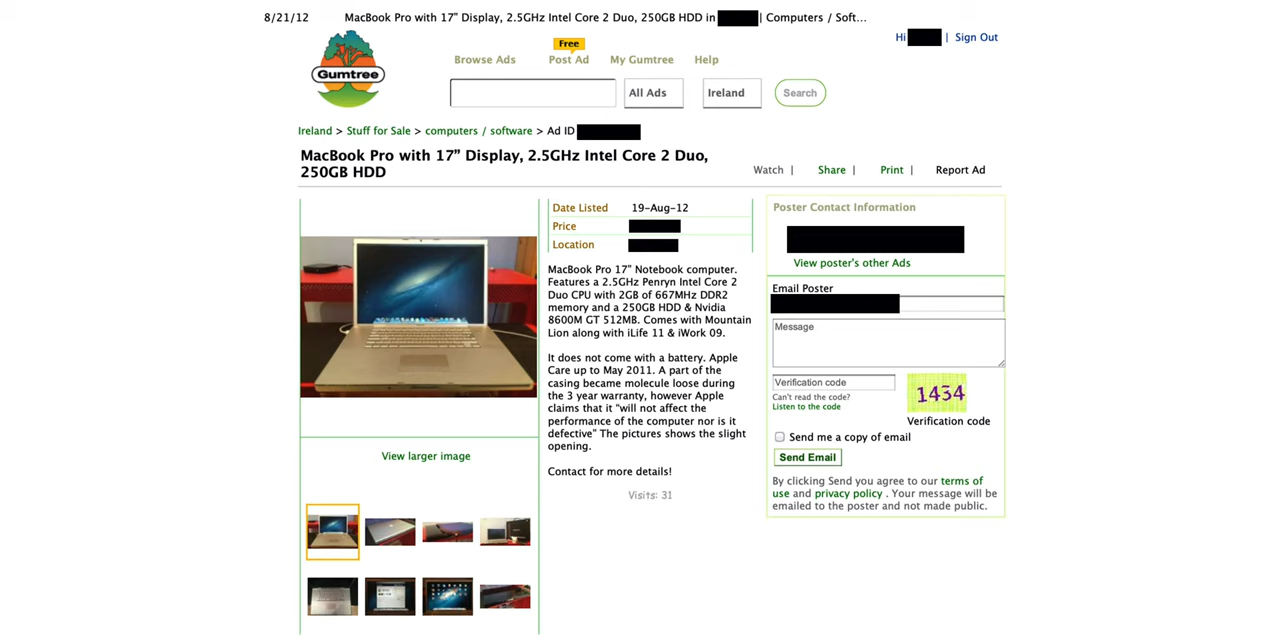 8/21/12 MacBook Pro with 17" Display, 2.5GHz Intel Core 2 Duo, 250GB HDD in | Computers / Soft...
Hi | Sign Out
Gumtree
Free
Browse Ads Post Ad My Gumtree Help
All Ads Ireland Search
Ireland > Stuff for Sale > computers / software > Ad ID
MacBook Pro with 17" Display, 2.5GHz Intel Core 2 Duo,
250GB HDD
Watch | Share | Print | Report Ad
Date Listed 19-Aug-12
Price
Location
MacBook Pro 17" Notebook computer.
Features a 2.5GHz Penryn Intel Core 2
Duo CPU with 2GB of 667MHz DDR2
memory and a 250GB HDD & Nvidia
8600M GT 512MB. Comes with Mountain
Lion along with iLife 11 & iWork 09.
It does not come with a battery. Apple
Care up to May 2011. A part of the
casing became molecule loose during
the 3 year warranty, however Apple
claims that it "will not affect the
performance of the computer nor is it
defective" The pictures shows the slight
opening.
Contact for more details!
Visits: 31
View larger image
Poster Contact Information
View poster's other Ads
Email Poster
Message
Verification code
Can't read the code?
Listen to the code
1434
Verification code
Send me a copy of email
Send Email
By clicking Send you agree to our terms of
use and privacy policy . Your message will be
emailed to the poster and not made public.